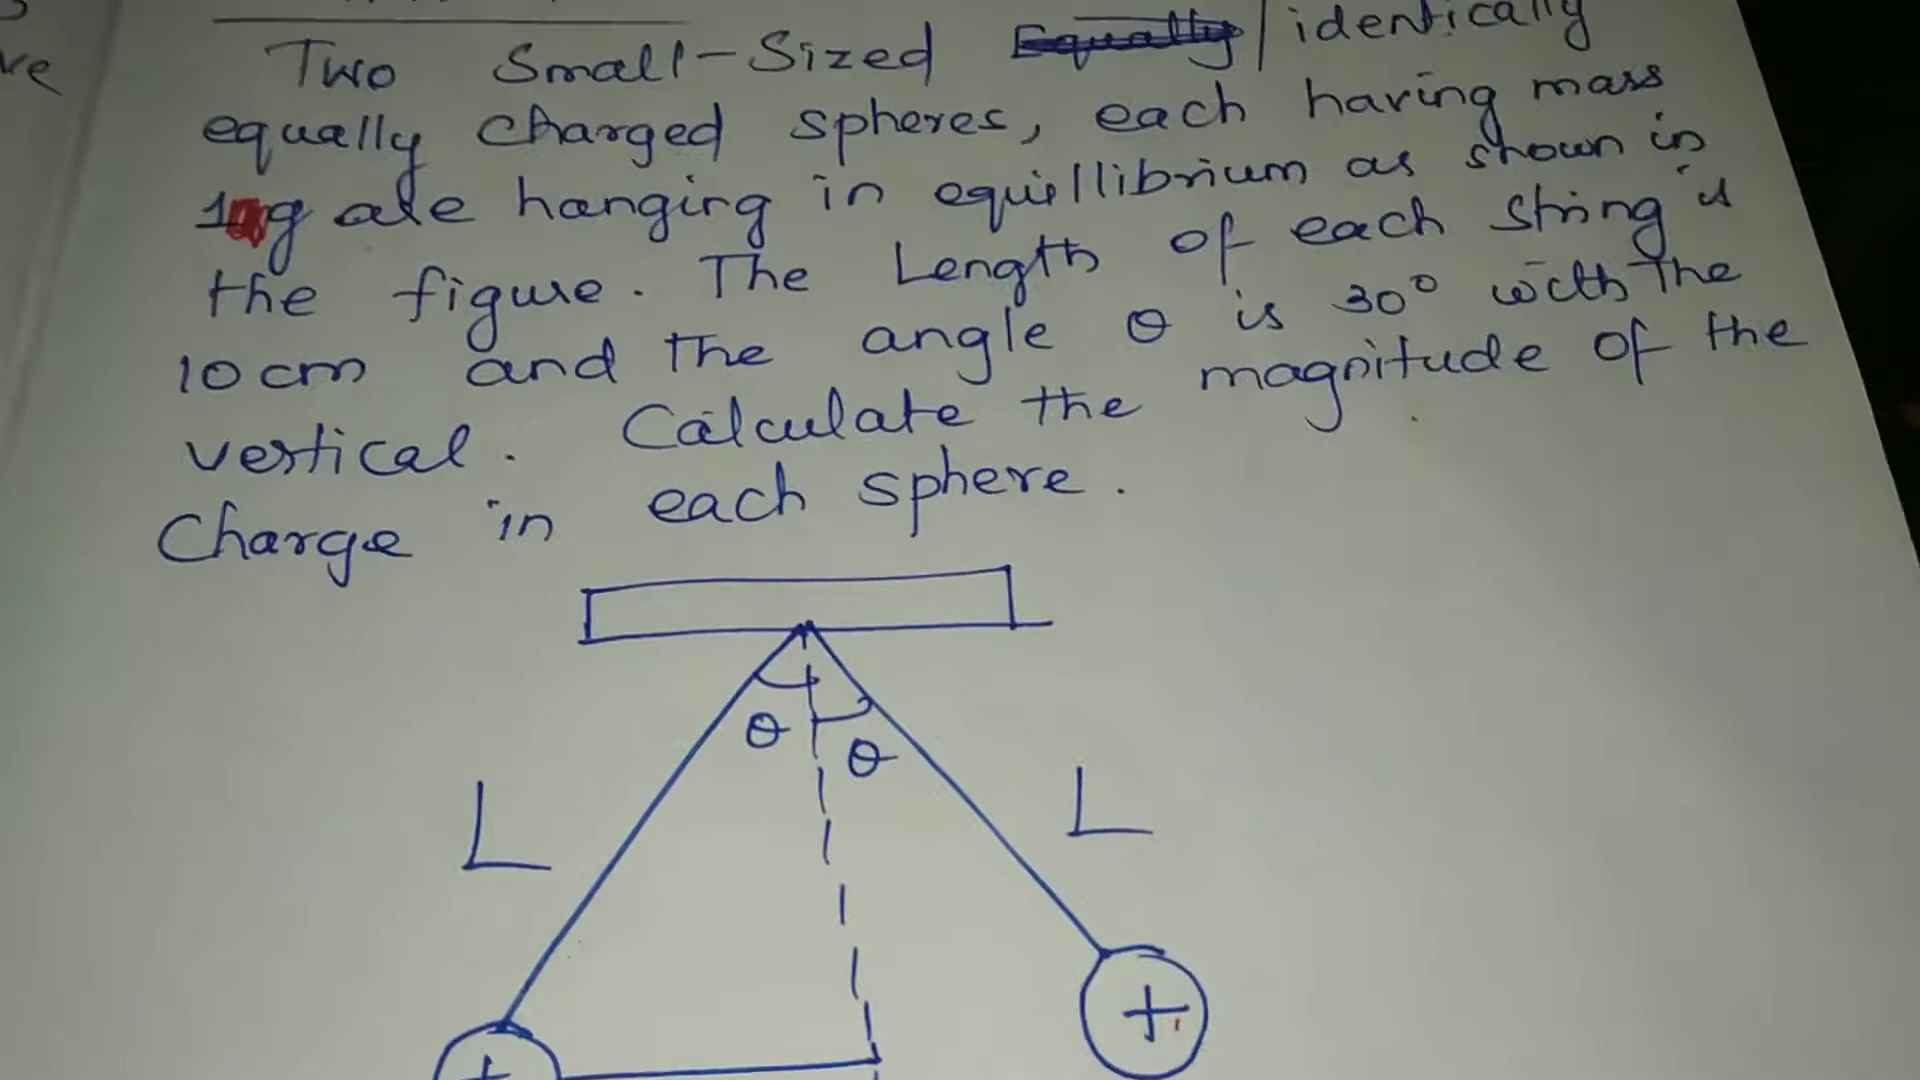 ve
Two Small-Sized identically
equally charged spheres, each having mass
1g are hanging in equillibrium as shown in
the figure. The Length of each string is
10 cm and the angle θ is 30° with the
vertical. Calculate the magnitude of the
Charge in each sphere.
θ
θ
L
L
+
+